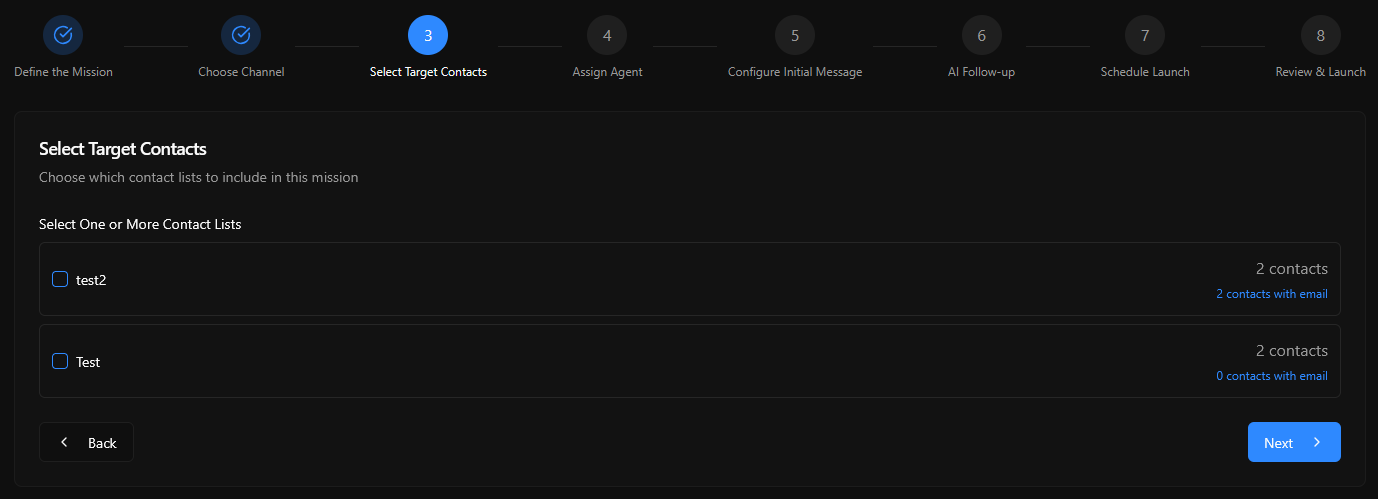 3
4
5
6
7
8
Define the Mission
Choose Channel
Select Target Contacts
Assign Agent
Configure Initial Message
AI Follow-up
Schedule Launch
Review & Launch
Select Target Contacts
Choose which contact lists to include in this mission
Select One or More Contact Lists
test2
2 contacts
2 contacts with email
Test
2 contacts
0 contacts with email
Back
Next